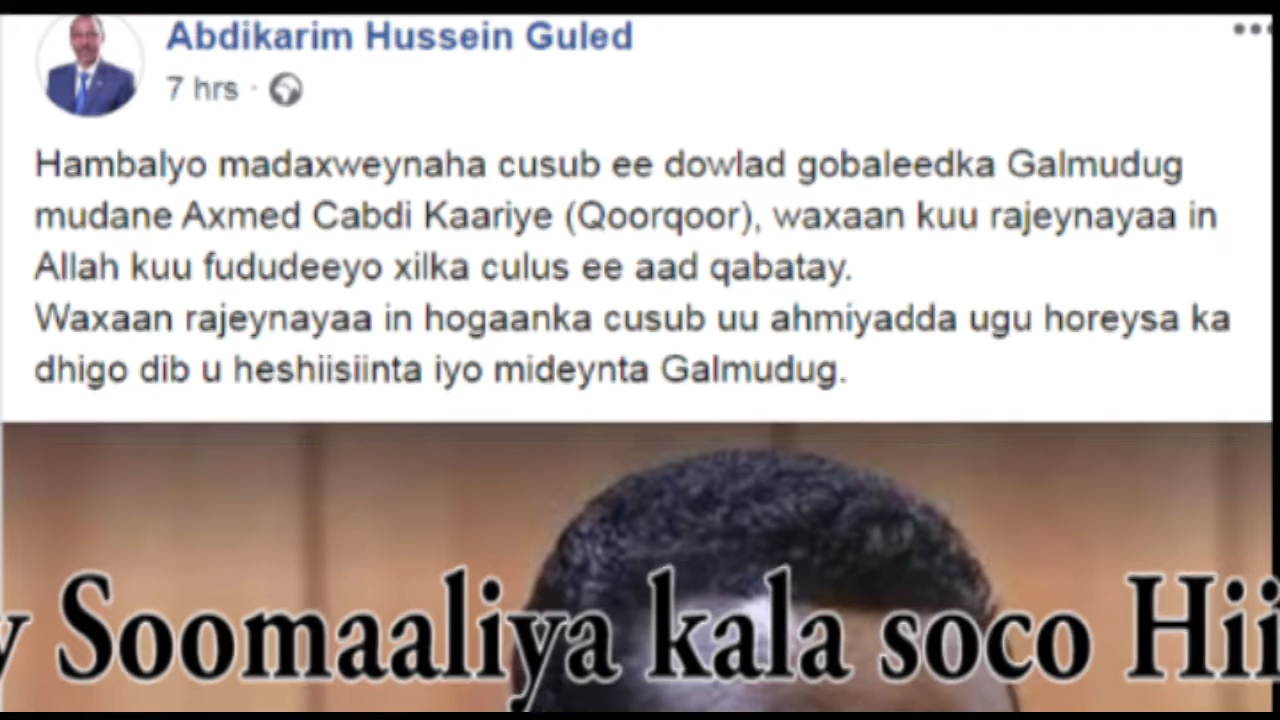 Abdikarim Hussein Guled
7 hrs ·
Hambalyo madaxweynaha cusub ee dowlad gobaleedka Galmudug
mudane Axmed Cabdi Kaariye (Qoorqoor), waxaan kuu rajeynayaa in
Allah kuu fududeeyo xilka culus ee aad qabatay.
Waxaan rajeynayaa in hogaanka cusub uu ahmiyadda ugu horeysa ka
dhigo dib u heshiisiinta iyo mideynta Galmudug.
Soomaaliya kala soco